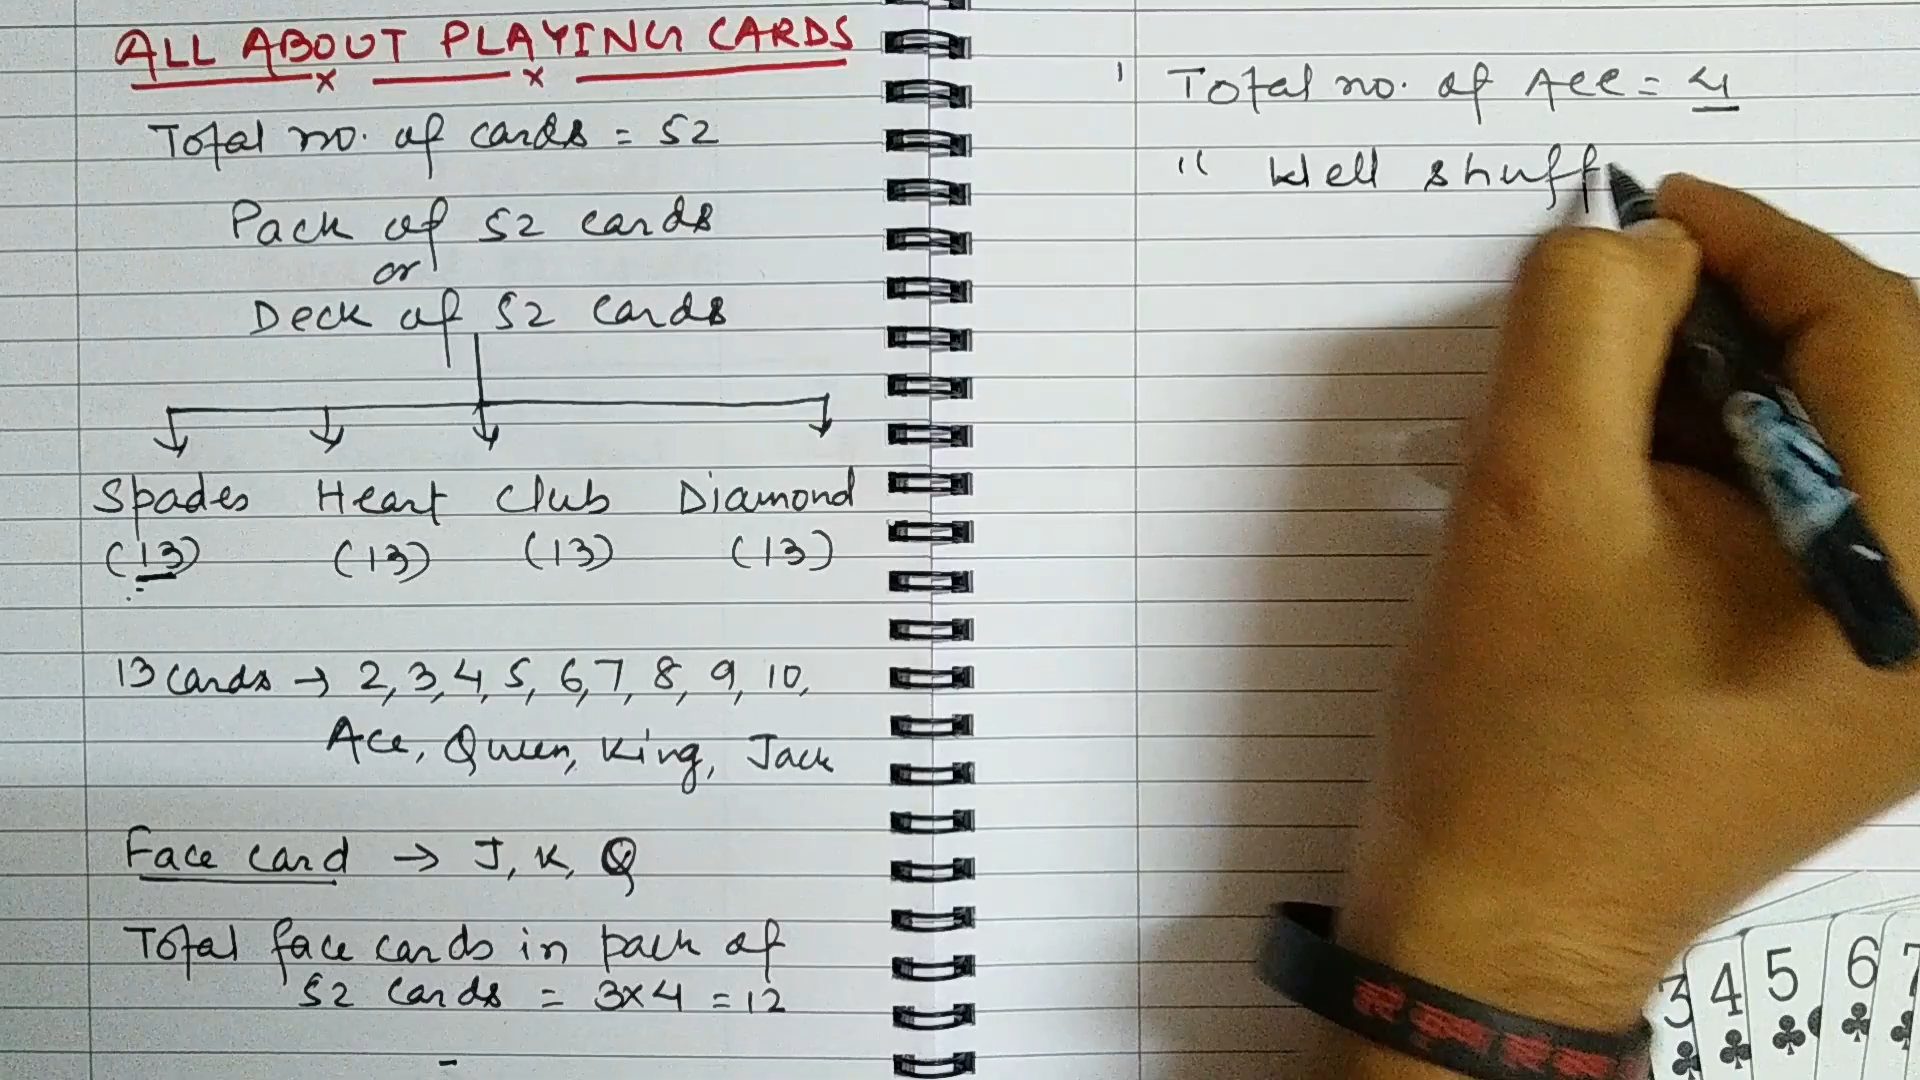 ALL ABOUT PLAYING CARDS
Total no. of cards = 52
Pack of 52 cards
or
Deck of 52 cards
Spades Heart Club Diamond
(13) (13) (13) (13)
13 cards → 2, 3, 4, 5, 6, 7, 8, 9, 10,
Ace, Queen, King, Jack
Face card → J, K, Q
Total face cards in pack of
52 cards = 3x4 = 12
Total no. of Ace = 4
" Well shuff
3 4 5 6 7